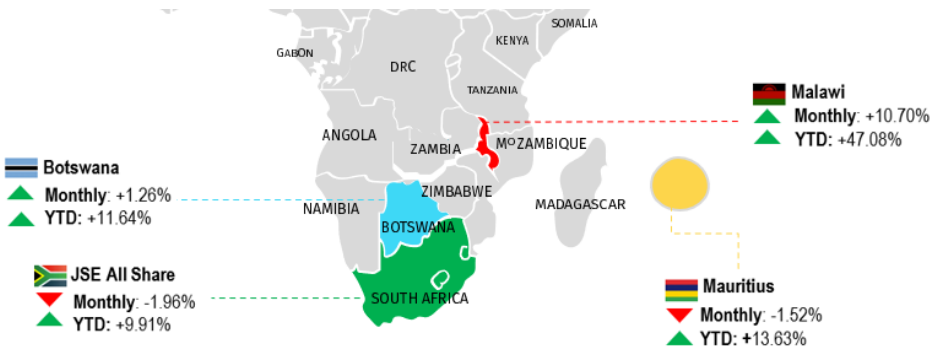 SOMALIA
KENYA
GABON
DRC
TANZANIA
Malawi
Monthly: +10.70%
YTD: +47.08%
ANGOLA
ZAMBIA
MOZAMBIQUE
Botswana
Monthly: +1.26%
YTD: +11.64%
ZIMBABWE
NAMIBIA
MADAGASCAR
BOTSWANA
JSE All Share
Monthly: -1.96%
YTD: +9.91%
SOUTH AFRICA
Mauritius
Monthly: -1.52%
YTD: +13.63%